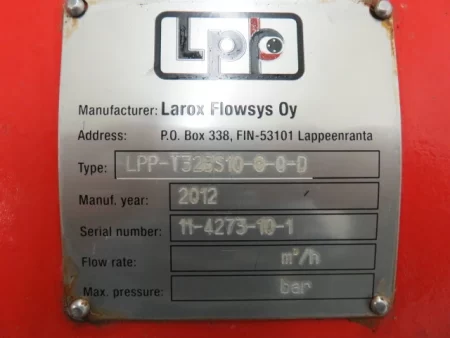 Lpp
Manufacturer: Larox Flowsys Oy
Address: P.O. Box 338, FIN-53101 Lappeenranta
Type:
Manuf. year: 2012
Serial number: 11-4273-10-1
Flow rate: m³/h
Max. pressure: bar